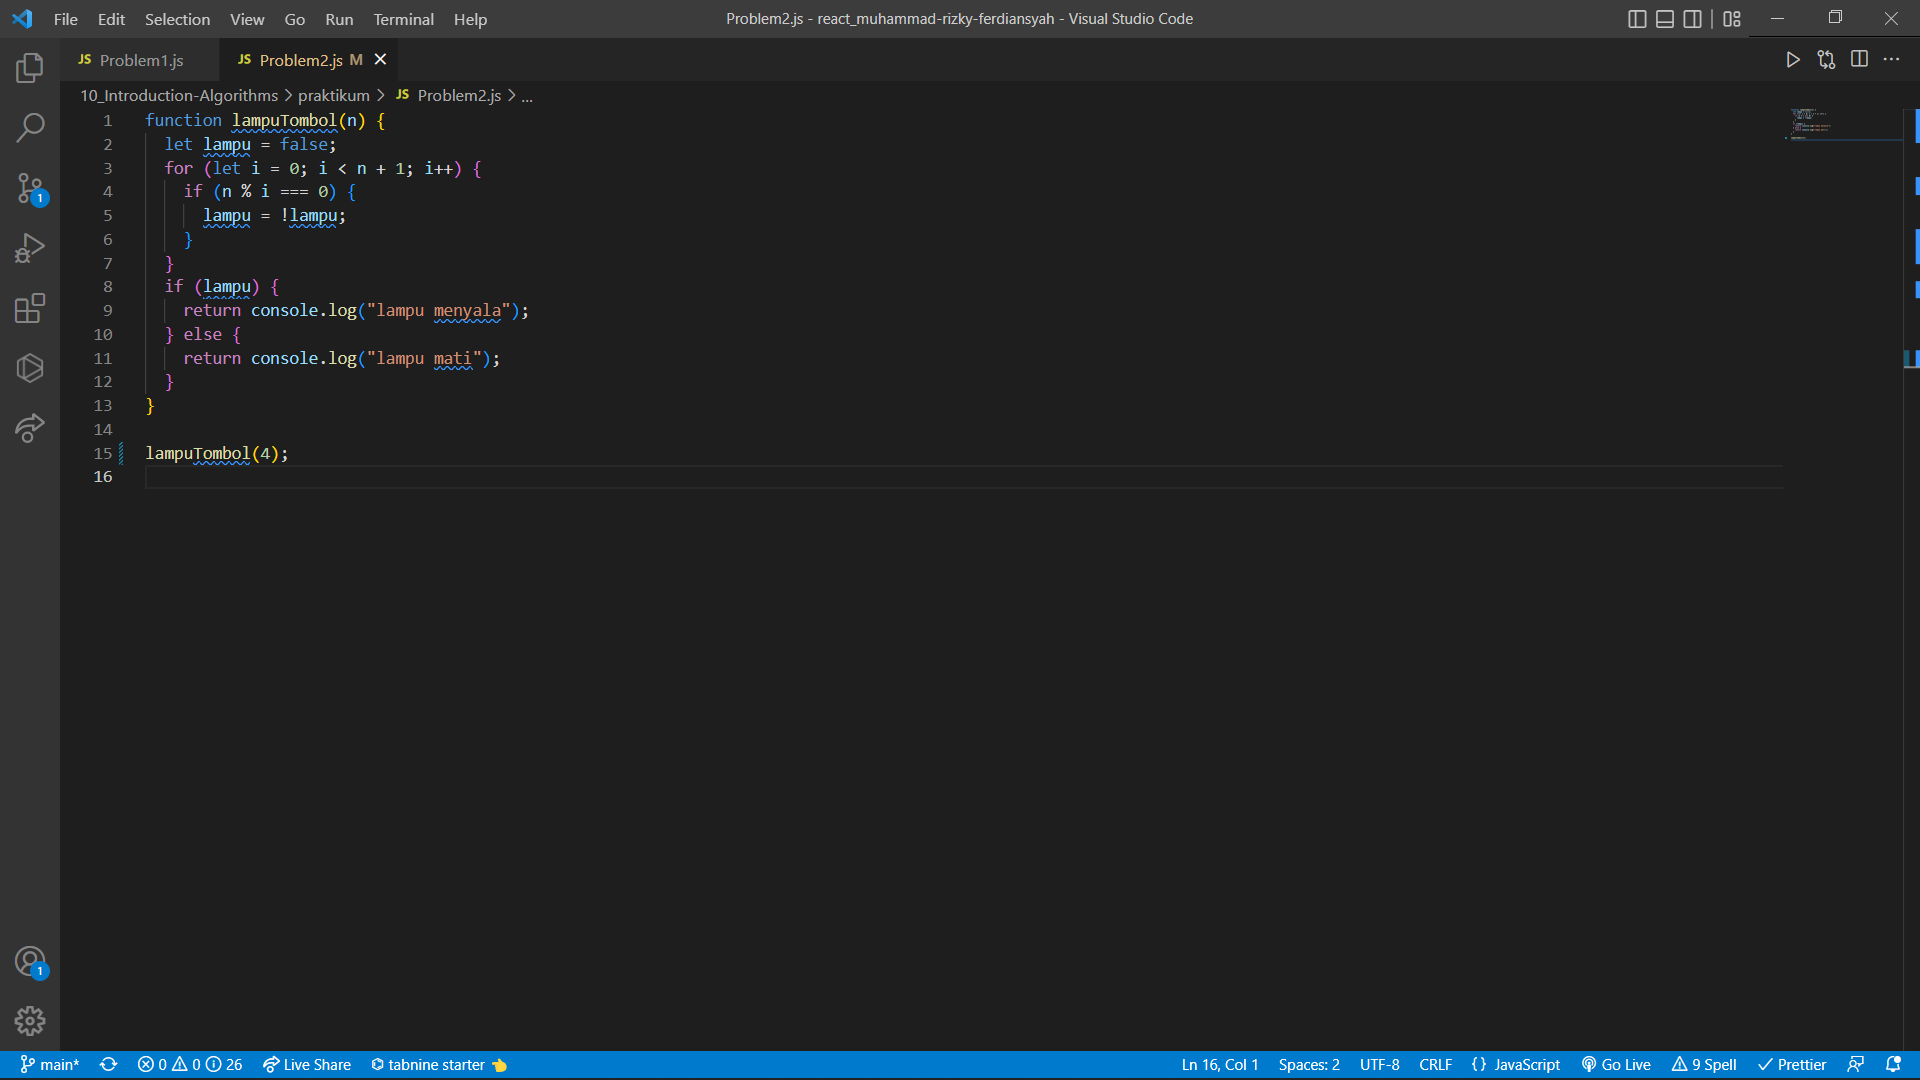 File Edit Selection View Go Run Terminal Help
Problem2.js - react_muhammad-rizky-ferdiansyah - Visual Studio Code
JS Problem1.js JS Problem2.js M
10_Introduction-Algorithms > praktikum > JS Problem2.js > ...
1 function lampuTombol(n) {
2 let lampu = false;
3 for (let i = 0; i < n + 1; i++) {
4 if (n % i === 0) {
5 lampu = !lampu;
6 }
7 }
8 if (lampu) {
9 return console.log("lampu menyala");
10 } else {
11 return console.log("lampu mati");
12 }
13 }
14
15 lampuTombol(4);
16
1
1
main* 0 0 26 Live Share tabnine starter Ln 16, Col 1 Spaces: 2 UTF-8 CRLF {} JavaScript Go Live 9 Spell Prettier